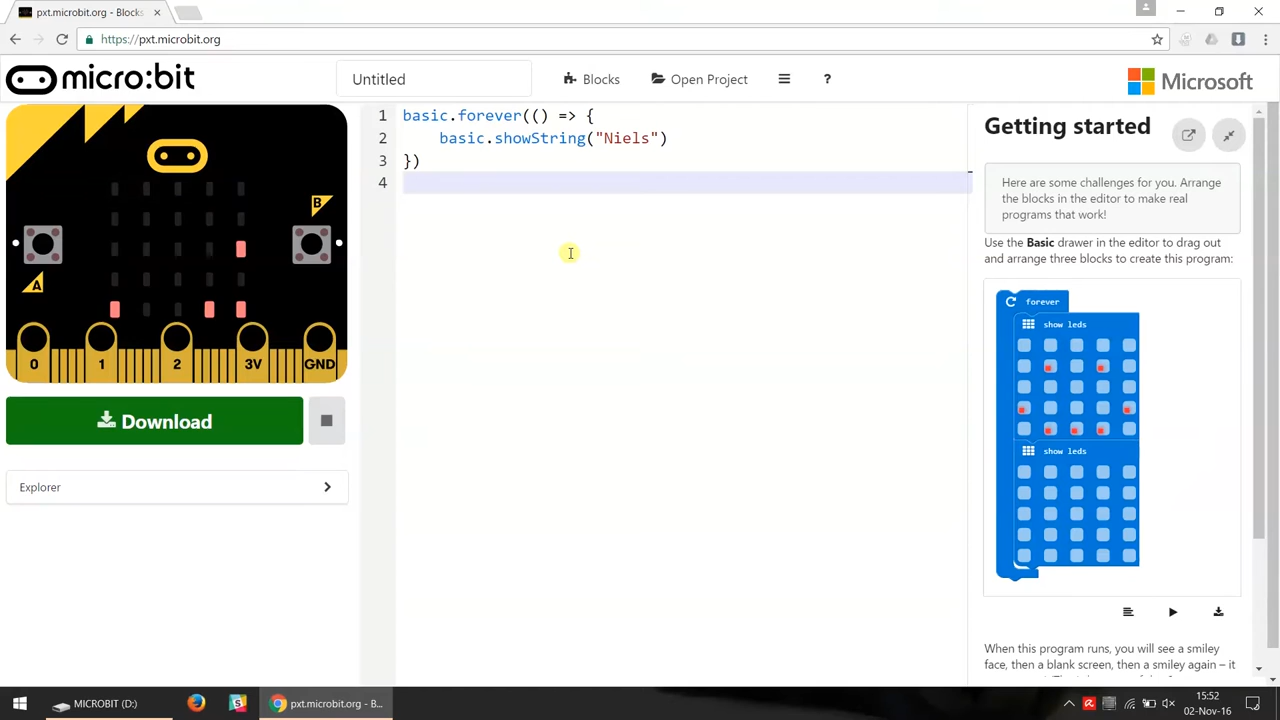 pxt.microbit.org - Blocks
https://pxt.microbit.org
micro:bit
Untitled
Blocks
Open Project
?
Microsoft
1 basic.forever(() => {
2 basic.showString("Niels")
3 })
4
B
A
0 1 2 3V GND
Download
Explorer
Getting started
Here are some challenges for you. Arrange
the blocks in the editor to make real
programs that work!
Use the Basic drawer in the editor to drag out
and arrange three blocks to create this program:
forever
show leds
show leds
When this program runs, you will see a smiley
face, then a blank screen, then a smiley again – it
MICROBIT (D:)
pxt.microbit.org - B...
15:52
02-Nov-16